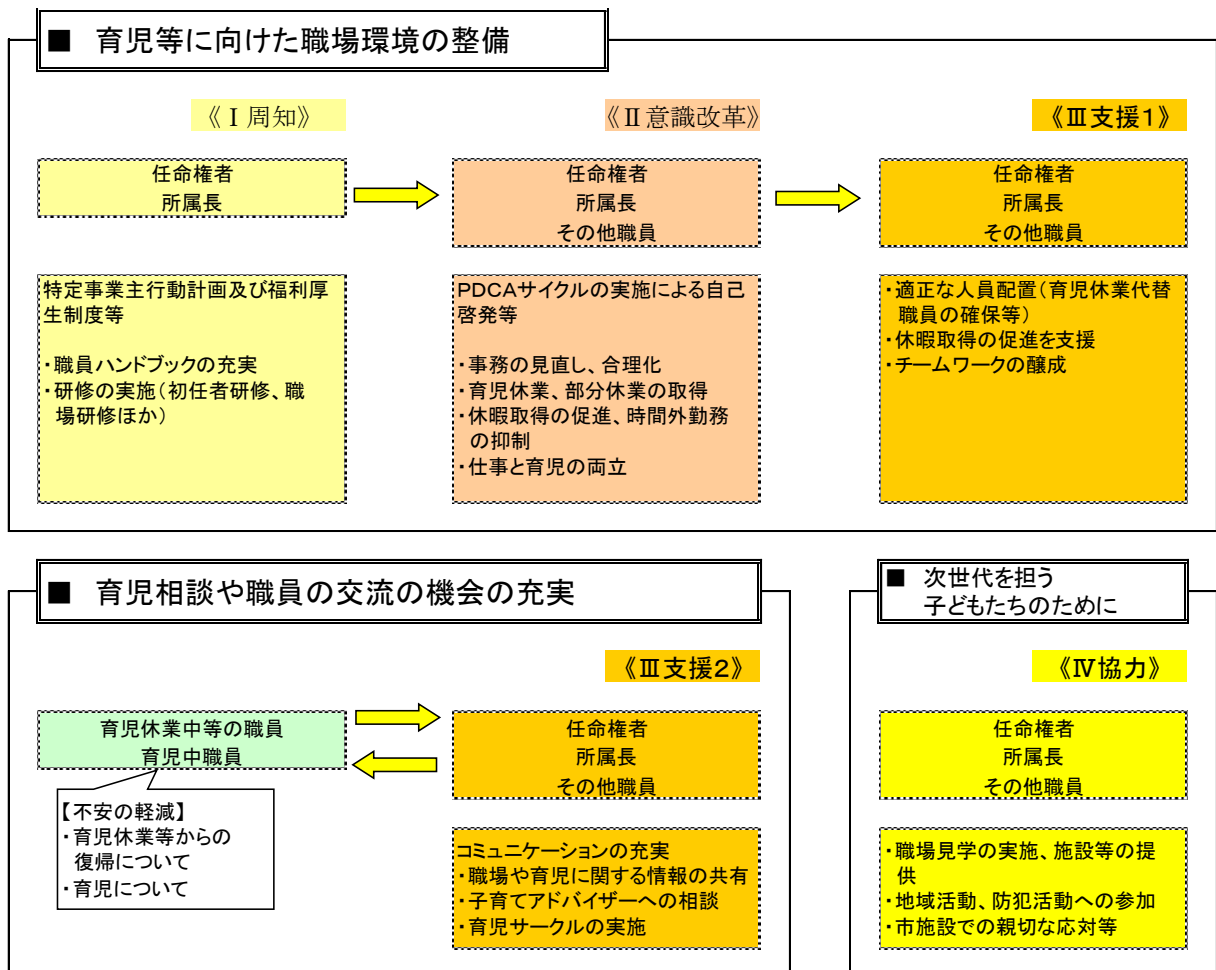 ■ 育児等に向けた職場環境の整備
《Ⅰ周知》
任命権者
所属長
特定事業主行動計画及び福利厚
生制度等
・職員ハンドブックの充実
・研修の実施(初任者研修、職
場研修ほか)
《Ⅱ意識改革》
任命権者
所属長
その他職員
PDCAサイクルの実施による自己
啓発等
・事務の見直し、合理化
・育児休業、部分休業の取得
・休暇取得の促進、時間外勤務
の抑制
・仕事と育児の両立
《Ⅲ支援1》
任命権者
所属長
その他職員
・適正な人員配置(育児休業代替
職員の確保等)
・休暇取得の促進を支援
・チームワークの醸成
■ 育児相談や職員の交流の機会の充実
育児休業中等の職員
育児中職員
【不安の軽減】
・育児休業等からの
復帰について
・育児について
《Ⅲ支援2》
任命権者
所属長
その他職員
コミュニケーションの充実
・職場や育児に関する情報の共有
・子育てアドバイザーへの相談
・育児サークルの実施
■ 次世代を担う
子どもたちのために
《Ⅳ協力》
任命権者
所属長
その他職員
・職場見学の実施、施設等の提
供
・地域活動、防犯活動への参加
・市施設での親切な応対等